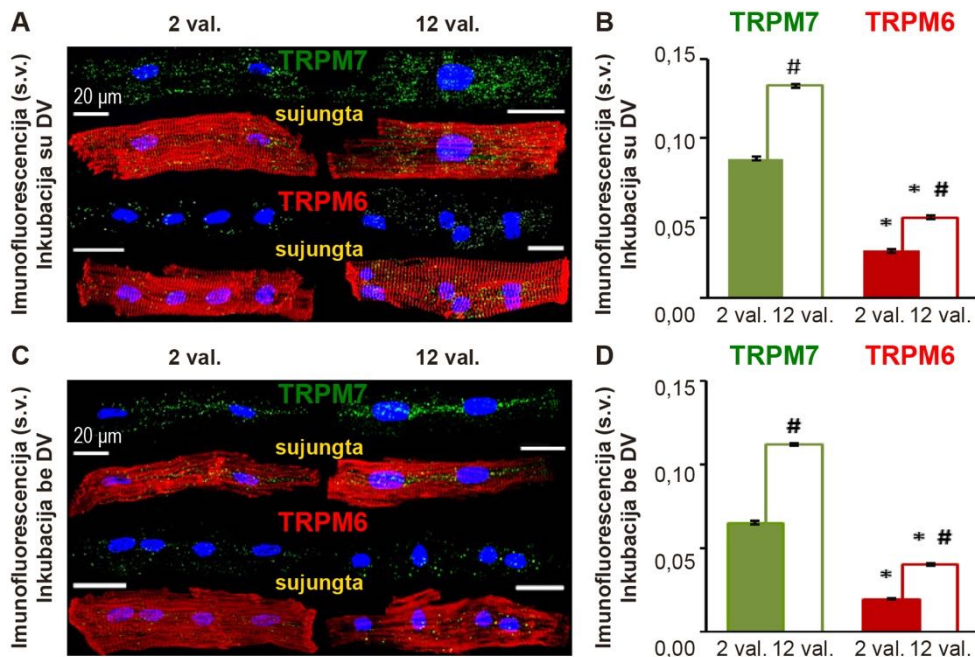 A
2 val.
12 val.
TRPM7
20 µm
sujungta
TRPM6
sujungta
Imunofluorescencija (s.v.)
Inkubacija su DV
B
TRPM7
TRPM6
Imunofluorescencija (s.v.)
Inkubacija su DV
0,15
0,10
0,05
0,00
#
*
* #
2 val. 12 val.
2 val. 12 val.
C
2 val.
12 val.
TRPM7
20 µm
sujungta
TRPM6
sujungta
Imunofluorescencija (s.v.)
Inkubacija be DV
D
TRPM7
TRPM6
Imunofluorescencija (s.v.)
Inkubacija be DV
0,15
0,10
0,05
0,00
#
*
* #
2 val. 12 val.
2 val. 12 val.